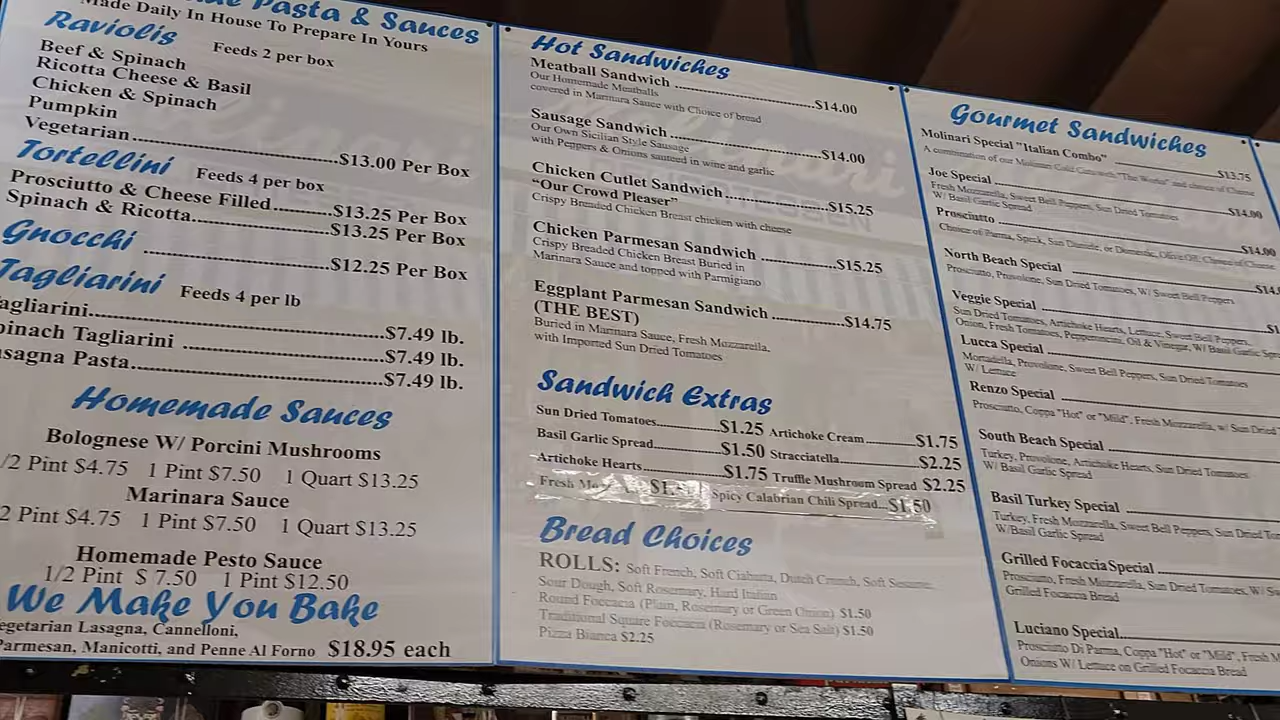 Pasta & Sauces
Made Daily In House To Prepare In Yours
Raviolis Feeds 2 per box
Beef & Spinach
Ricotta Cheese & Basil
Chicken & Spinach
Pumpkin
Vegetarian $13.00 Per Box
Tortellini Feeds 4 per box
Prosciutto & Cheese Filled $13.25 Per Box
Spinach & Ricotta $13.25 Per Box
Gnocchi $12.25 Per Box
Tagliarini Feeds 4 per lb
agliarini $7.49 lb.
pinach Tagliarini $7.49 lb.
asagna Pasta $7.49 lb.
Homemade Sauces
Bolognese W/ Porcini Mushrooms
/2 Pint $4.75 1 Pint $7.50 1 Quart $13.25
Marinara Sauce
2 Pint $4.75 1 Pint $7.50 1 Quart $13.25
Homemade Pesto Sauce
1/2 Pint $ 7.50 1 Pint $12.50
We Make You Bake
egetarian Lasagna, Cannelloni,
Parmesan, Manicotti, and Penne Al Forno $18.95 each
Hot Sandwiches
Meatball Sandwich $14.00
Our Homemade Meatballs
covered in Marinara Sauce with Choice of bread
Sausage Sandwich $14.00
Our Own Sicilian Style Sausage
with Peppers & Onions sauteed in wine and garlic
Chicken Cutlet Sandwich $15.25
"Our Crowd Pleaser"
Crispy Breaded Chicken Breast chicken with cheese
Chicken Parmesan Sandwich $15.25
Crispy Breaded Chicken Breast Buried in
Marinara Sauce and topped with Parmigiano
Eggplant Parmesan Sandwich $14.75
(THE BEST)
Buried in Marinara Sauce, Fresh Mozzarella,
with Imported Sun Dried Tomatoes
Sandwich Extras
Sun Dried Tomatoes $1.25 Artichoke Cream $1.75
Basil Garlic Spread $1.50 Stracciatella $2.25
Artichoke Hearts $1.75 Truffle Mushroom Spread $2.25
Fresh Spicy Calabrian Chili Spread $1.50
Bread Choices
ROLLS: Soft French, Soft Ciabatta, Dutch Crunch, Soft Sesame
Sour Dough, Soft Rosemary, Hard Italian
Round Foccacia (Plain, Rosemary or Green Onion) $1.50
Traditional Square Foccacia (Rosemary or Sea Salt) $1.50
Pizza Bianca $2.25
Gourmet Sandwiches
Molinari Special "Italian Combo" $13.75
A combination of our Molinari Cold Cuts with "The Works" and choice of Cheese
Joe Special $14.00
Fresh Mozzarella, Sweet Bell Peppers, Sun Dried Tomatoes
W/ Basil Garlic Spread
Prosciutto $14.00
Choice of Parma, Speck, San Daniele, or Domestic, Olive Oil, Choice of Cheese
North Beach Special $14.
Prosciutto, Provolone, Sun Dried Tomatoes, W/ Sweet Bell Peppers
Veggie Special
Sun Dried Tomatoes, Artichoke Hearts, Lettuce, Sweet Bell Peppers,
Onion, Fresh Tomatoes, Pepperoncini, Oil & Vinegar, W/ Basil Garlic
Lucca Special
Mortadella, Provolone, Sweet Bell Peppers, Sun Dried Tomatoes
W/ Lettuce
Renzo Special
Prosciutto, Coppa "Hot" or "Mild", Fresh Mozzarella, w/ Sun Dried
South Beach Special
Turkey, Provolone, Artichoke Hearts, Sun Dried Tomatoes
W/ Basil Garlic Spread
Basil Turkey Special
Turkey, Fresh Mozzarella, Sweet Bell Peppers, Sun Dried
W/Basil Garlic Spread
Grilled Focaccia Special
Prosciutto, Fresh Mozzarella, Sun Dried Tomatoes, W/
Grilled Focaccia Bread
Luciano Special
Prosciutto Di Parma, Coppa "Hot" or "Mild", Fresh
Onions W/ Lettuce on Grilled Focaccia Bread